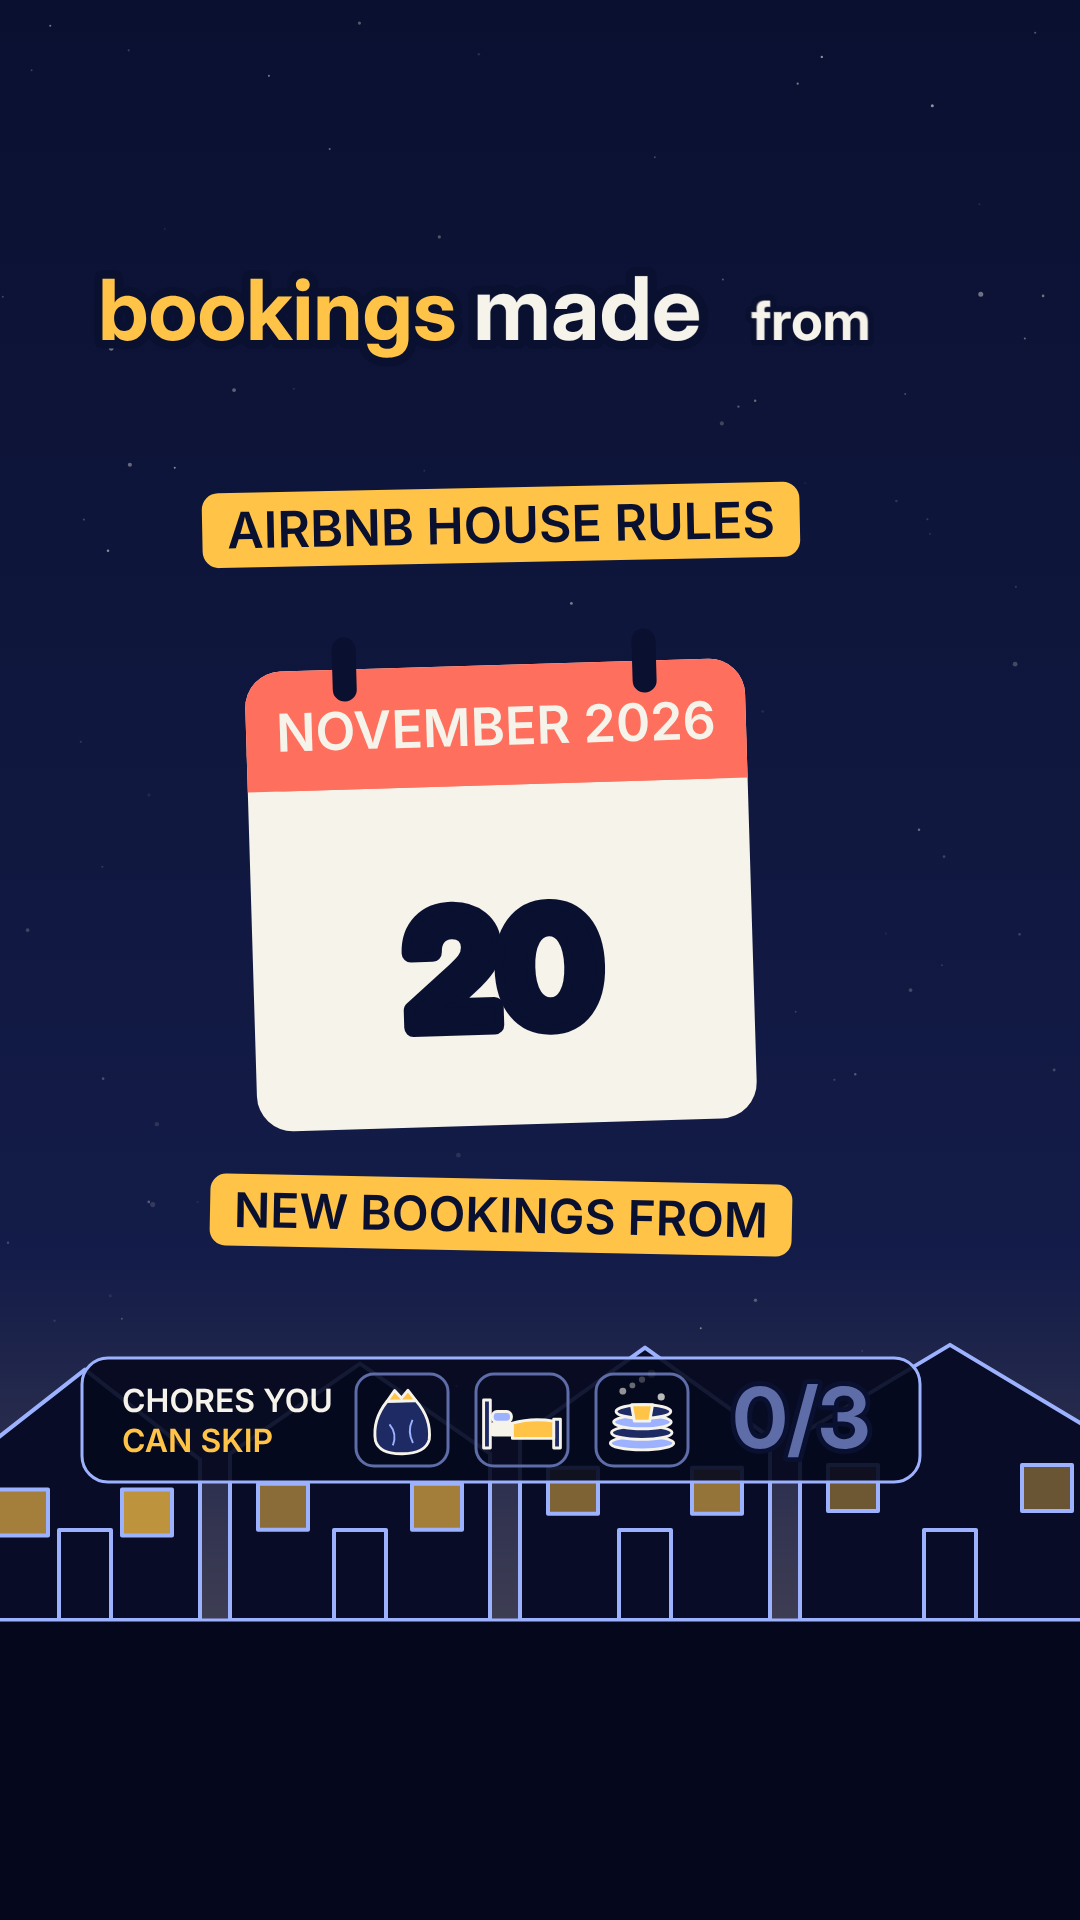 bookings made from
AIRBNB HOUSE RULES
NOVEMBER 2026
20
NEW BOOKINGS FROM
CHORES YOU
CAN SKIP
0/3